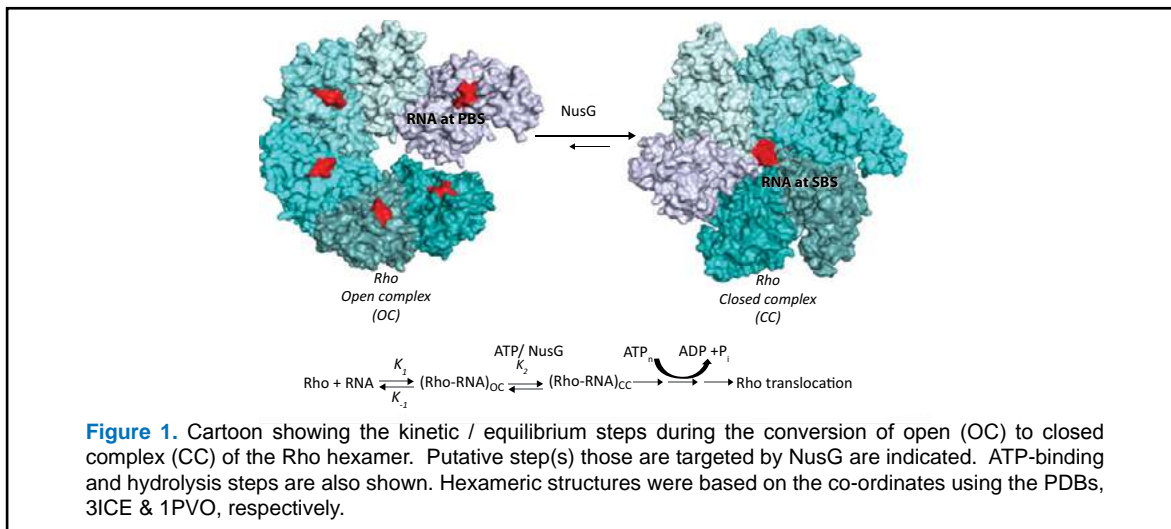 RNA at PBS
NusG
RNA at SBS
Rho
Open complex
(OC)
Rho
Closed complex
(CC)
ATP/ NusG
K₁ K₂ ATPₙ ADP +Pᵢ
Rho + RNA (Rho-RNA)OC (Rho-RNA)CC Rho translocation
K₋₁
Figure 1. Cartoon showing the kinetic / equilibrium steps during the conversion of open (OC) to closed
complex (CC) of the Rho hexamer. Putative step(s) those are targeted by NusG are indicated. ATP-binding
and hydrolysis steps are also shown. Hexameric structures were based on the co-ordinates using the PDBs,
3ICE & 1PVO, respectively.